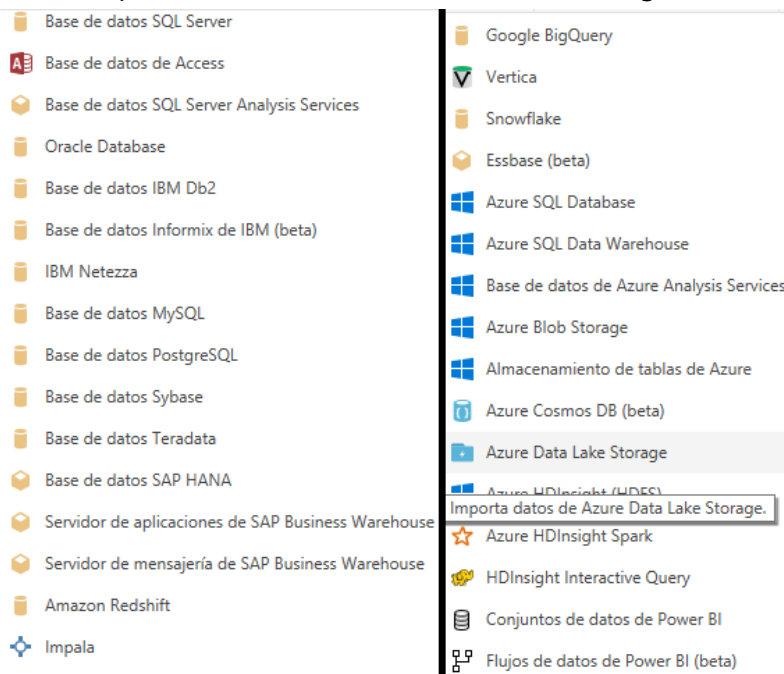 Base de datos SQL Server
Base de datos de Access
Base de datos SQL Server Analysis Services
Oracle Database
Base de datos IBM Db2
Base de datos Informix de IBM (beta)
IBM Netezza
Base de datos MySQL
Base de datos PostgreSQL
Base de datos Sybase
Base de datos Teradata
Base de datos SAP HANA
Servidor de aplicaciones de SAP Business Warehouse
Servidor de mensajería de SAP Business Warehouse
Amazon Redshift
Impala
Google BigQuery
Vertica
Snowflake
Essbase (beta)
Azure SQL Database
Azure SQL Data Warehouse
Base de datos de Azure Analysis Services
Azure Blob Storage
Almacenamiento de tablas de Azure
Azure Cosmos DB (beta)
Azure Data Lake Storage
Azure HDInsight (HDFS)
Importa datos de Azure Data Lake Storage.
Azure HDInsight Spark
HDInsight Interactive Query
Conjuntos de datos de Power BI
Flujos de datos de Power BI (beta)